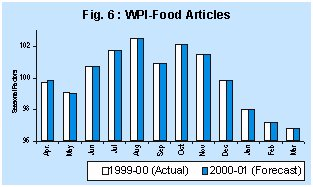 Fig. 6 : WPI-Food Articles
Seasonal Factors
102
100
98
96
Apr May Jun Jul Aug Sep Oct Nov Dec Jan Feb Mar
1999-00 (Actual) 2000-01 (Forecast)